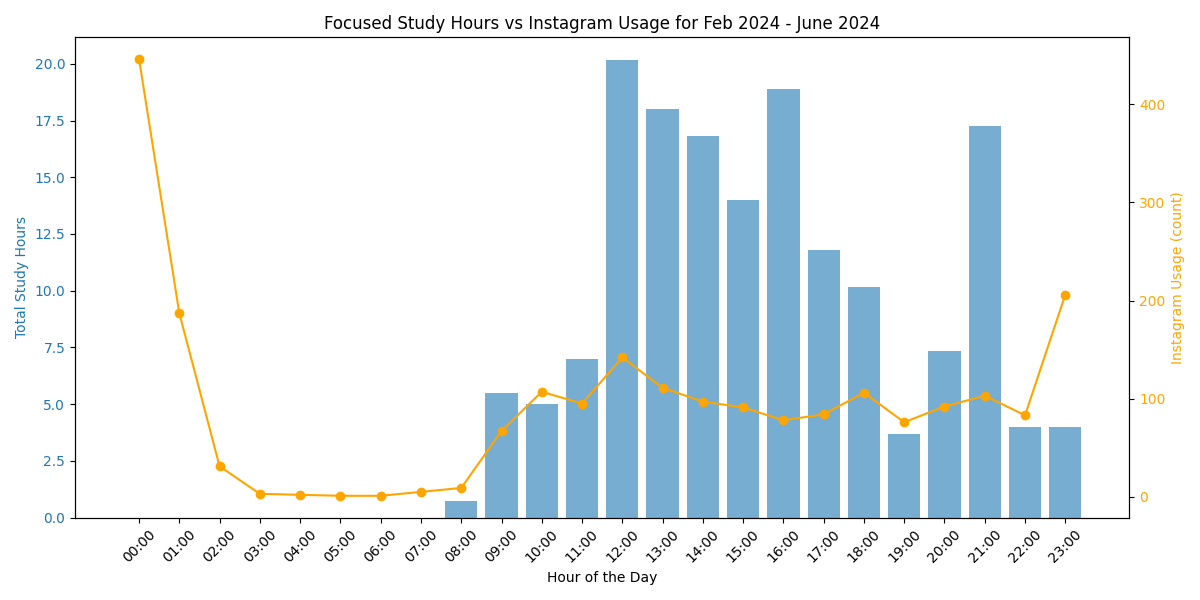 Focused Study Hours vs Instagram Usage for Feb 2024 - June 2024
20.0
17.5
15.0
12.5
10.0
7.5
5.0
2.5
0.0
Total Study Hours
400
300
200
100
0
Instagram Usage (count)
00:00 01:00 02:00 03:00 04:00 05:00 06:00 07:00 08:00 09:00 10:00 11:00 12:00 13:00 14:00 15:00 16:00 17:00 18:00 19:00 20:00 21:00 22:00 23:00
Hour of the Day